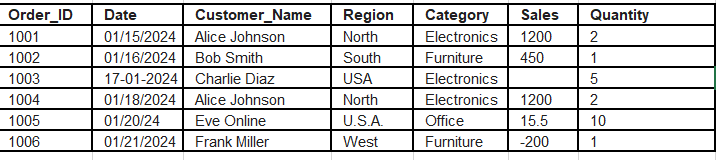 Order_ID Date Customer_Name Region Category Sales Quantity
1001 01/15/2024 Alice Johnson North Electronics 1200 2
1002 01/16/2024 Bob Smith South Furniture 450 1
1003 17-01-2024 Charlie Diaz USA Electronics 5
1004 01/18/2024 Alice Johnson North Electronics 1200 2
1005 01/20/24 Eve Online U.S.A. Office 15.5 10
1006 01/21/2024 Frank Miller West Furniture -200 1